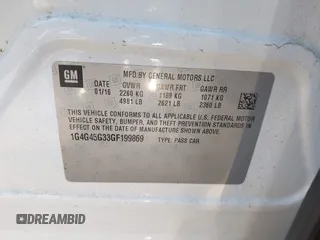 GM
MFD. BY GENERAL MOTORS LLC
DATE GVWR GAWR FRT GAWR RR
01/16 2260 KG 1189 KG 1071 KG
4981 LB 2621 LB 2360 LB
THIS VEHICLE CONFORMS TO ALL APPLICABLE U.S. FEDERAL MOTOR
VEHICLE SAFETY, BUMPER, AND THEFT PREVENTION STANDARDS
IN EFFECT ON THE DATE OF MANUFACTURE SHOWN ABOVE.
1G4G45G33GF199869
TYPE: PASS CAR
IDREAMBID